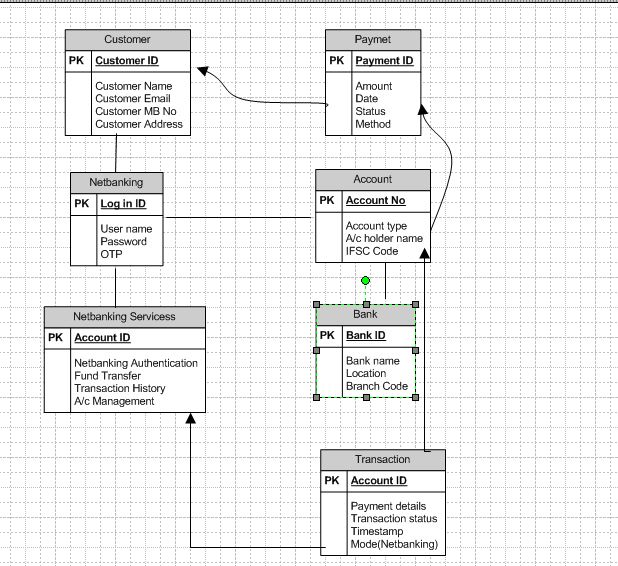 Customer
PK Customer ID
Customer Name
Customer Email
Customer MB No
Customer Address
Paymet
PK Payment ID
Amount
Date
Status
Method
Netbanking
PK Log in ID
User name
Password
OTP
Account
PK Account No
Account type
A/c holder name
IFSC Code
Netbanking Servicess
PK Account ID
Netbanking Authentication
Fund Transfer
Transaction History
A/c Management
Bank
PK Bank ID
Bank name
Location
Branch Code
Transaction
PK Account ID
Payment details
Transaction status
Timestamp
Mode(Netbanking)